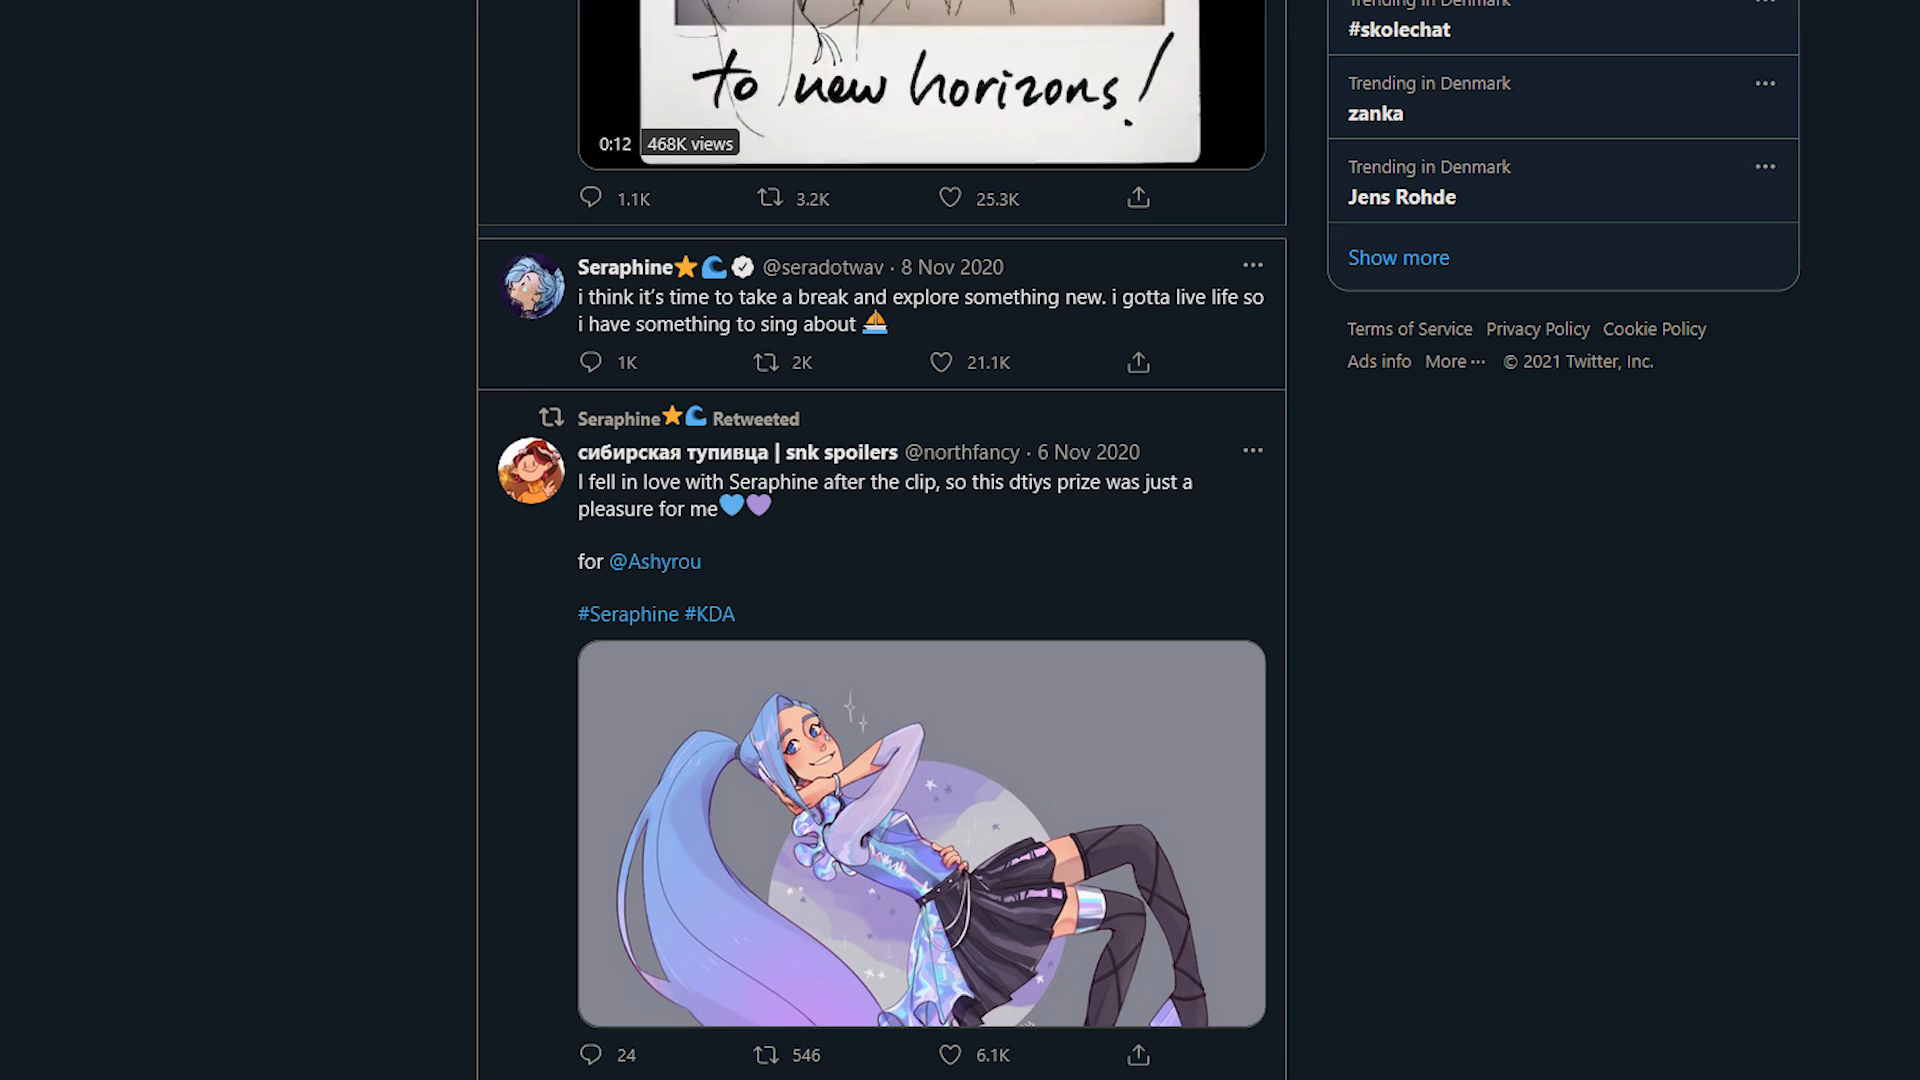 Trending in Denmark
#skolechat
Trending in Denmark
zanka
Trending in Denmark
Jens Rohde
Show more
Terms of Service Privacy Policy Cookie Policy
Ads info More ··· © 2021 Twitter, Inc.
to new horizons!
0:12 468K views
1.1K 3.2K 25.3K
Seraphine⭐🌊 @seradotwav · 8 Nov 2020
i think it's time to take a break and explore something new. i gotta live life so
i have something to sing about ⛵
1K 2K 21.1K
Seraphine⭐🌊 Retweeted
сибирская тупивца | snk spoilers @northfancy · 6 Nov 2020
I fell in love with Seraphine after the clip, so this dtiys prize was just a
pleasure for me💙💜
for @Ashyrou
#Seraphine #KDA
24 546 6.1K